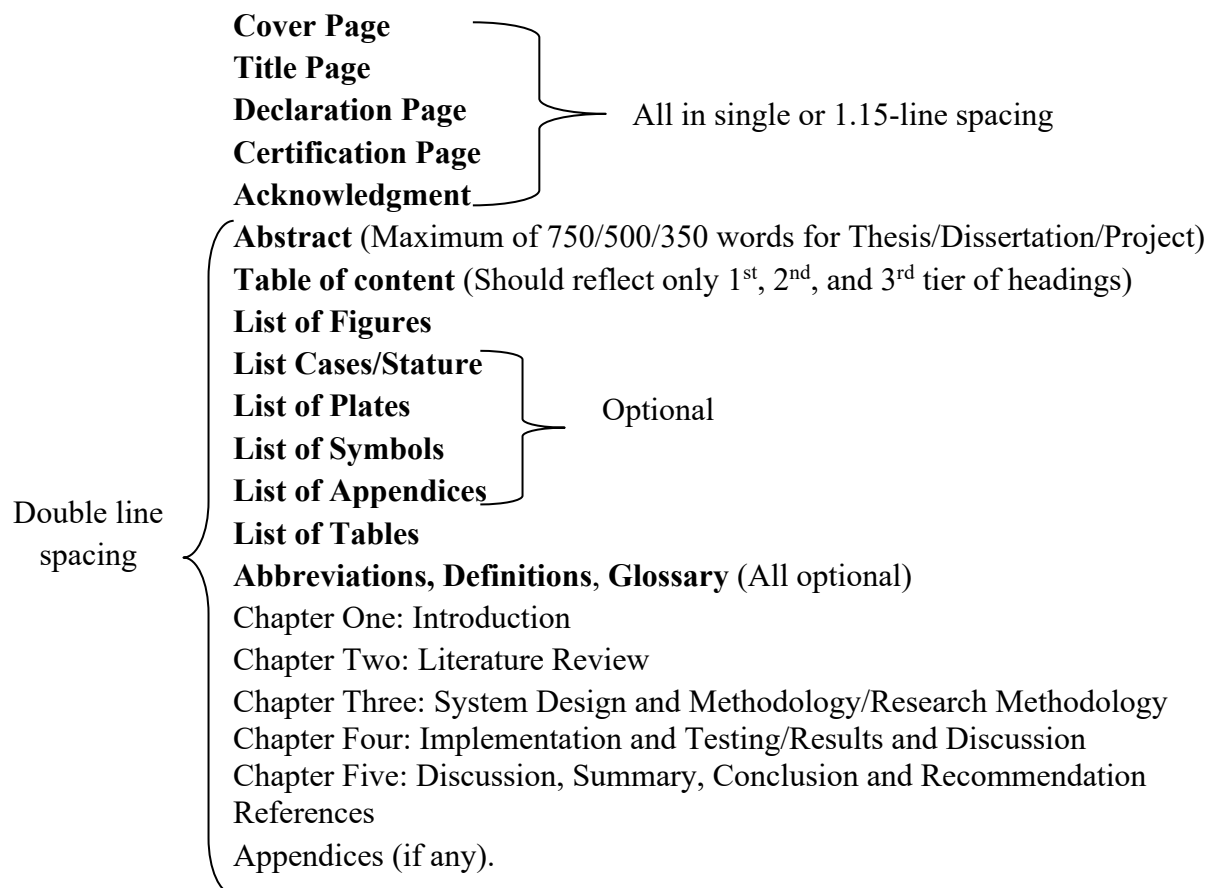 Cover Page
Title Page
Declaration Page
Certification Page
Acknowledgment
All in single or 1.15-line spacing
Abstract (Maximum of 750/500/350 words for Thesis/Dissertation/Project)
Table of content (Should reflect only 1st, 2nd, and 3rd tier of headings)
List of Figures
List Cases/Stature
List of Plates
List of Symbols
List of Appendices
Optional
List of Tables
Abbreviations, Definitions, Glossary (All optional)
Chapter One: Introduction
Chapter Two: Literature Review
Chapter Three: System Design and Methodology/Research Methodology
Chapter Four: Implementation and Testing/Results and Discussion
Chapter Five: Discussion, Summary, Conclusion and Recommendation
References
Appendices (if any).
Double line
spacing